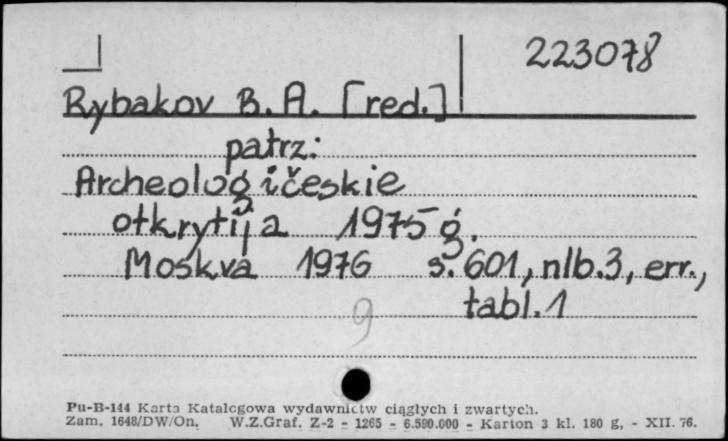 223078
Rybakov B. A. [red.]
patrz:
Archeologičeskie
otkrytija 1975 g.
Moskva 1976 s. 601, nlb. 3, err.,
tabl. 1
9
Pu-B-144 Karta Katalogowa wydawnictw ciągłych i zwartych.
Zam. 1648/DW/On. W.Z.Graf. Z-2 - 1265 - 6.590.000 - Karton 3 kl. 180 g, - XII. 76.